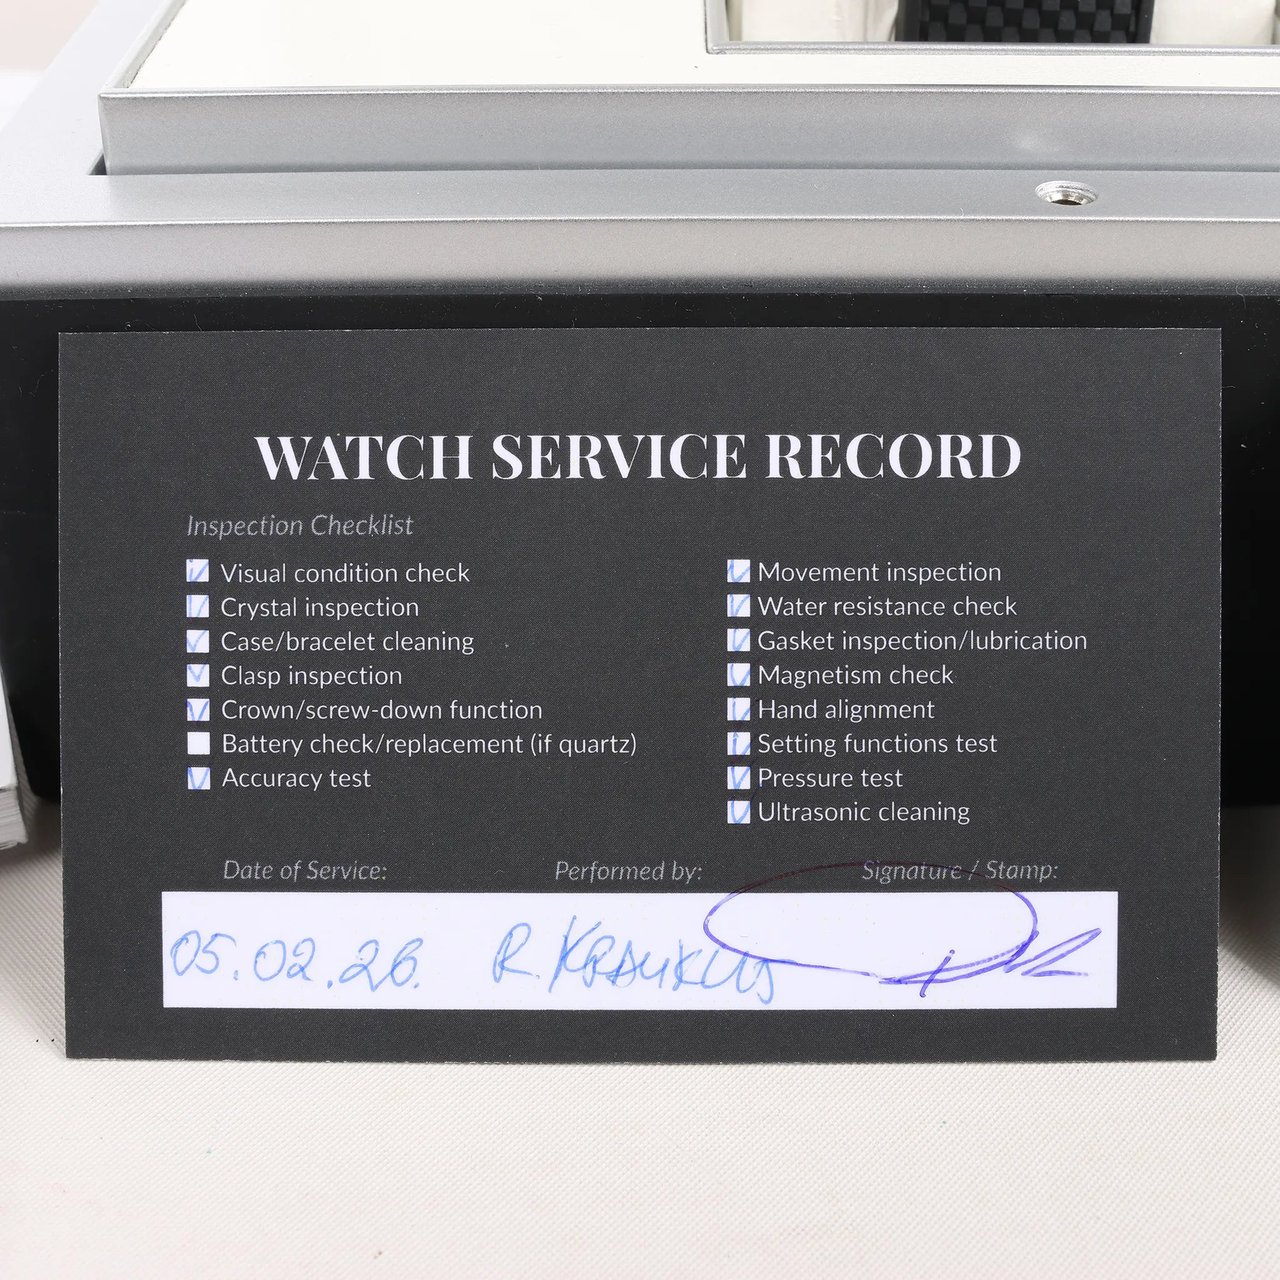 WATCH SERVICE RECORD
Inspection Checklist
Visual condition check
Crystal inspection
Case/bracelet cleaning
Clasp inspection
Crown/screw-down function
Battery check/replacement (if quartz)
Accuracy test
Movement inspection
Water resistance check
Gasket inspection/lubrication
Magnetism check
Hand alignment
Setting functions test
Pressure test
Ultrasonic cleaning
Date of Service: Performed by: Signature / Stamp:
05.02.26. R.